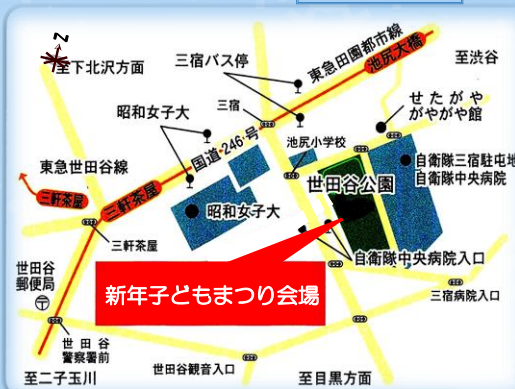 Z
至下北沢方面
三宿バス停
東急田園都市線
池尻大橋
至渋谷
昭和女子大
三宿
せたがや
がやがや館
国道246号
池尻小学校
東急世田谷線
自衛隊三宿駐屯地
自衛隊中央病院
世田谷公園
三軒茶屋
三軒茶屋
昭和女子大
三軒茶屋
自衛隊中央病院入口
世田谷
郵便局
〒
新年子どもまつり会場
三宿病院入口
世田谷
警察署前
世田谷観音入口
至二子玉川
至目黒方面